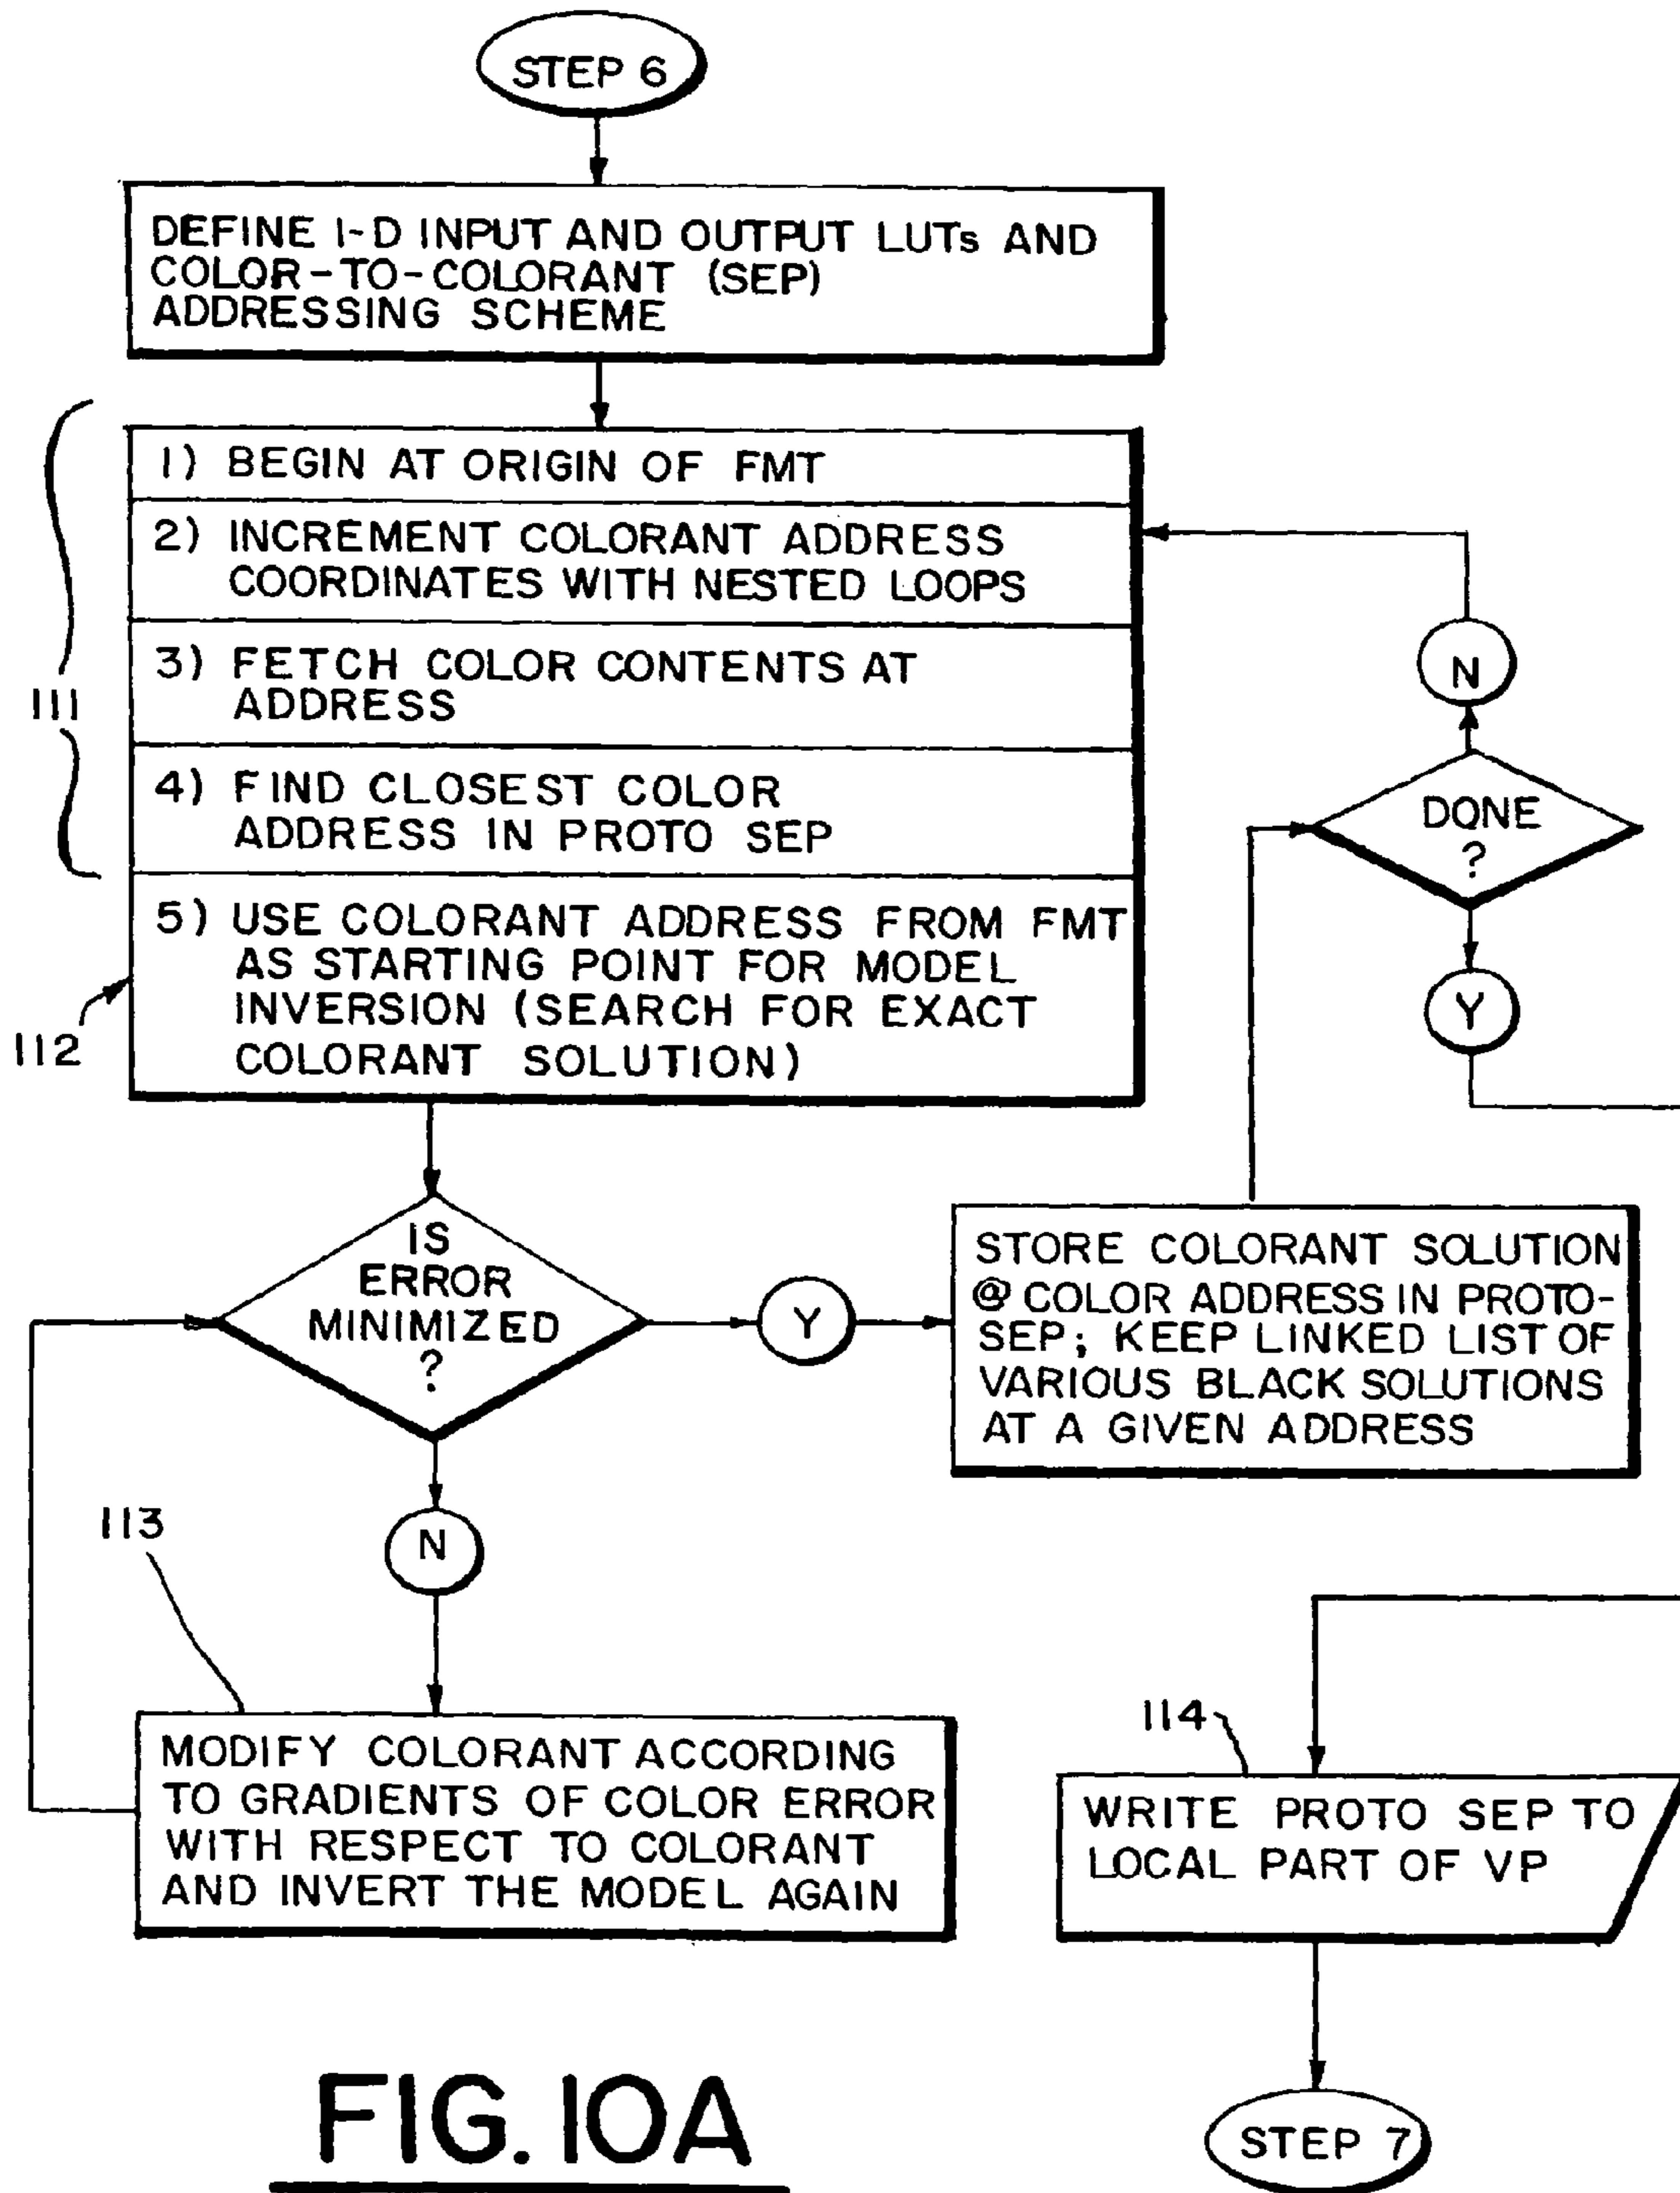 STEP 6
DEFINE 1-D INPUT AND OUTPUT LUTs AND
COLOR-TO-COLORANT (SEP)
ADDRESSING SCHEME
1) BEGIN AT ORIGIN OF FMT
2) INCREMENT COLORANT ADDRESS
COORDINATES WITH NESTED LOOPS
3) FETCH COLOR CONTENTS AT
ADDRESS
4) FIND CLOSEST COLOR
ADDRESS IN PROTO SEP
5) USE COLORANT ADDRESS FROM FMT
AS STARTING POINT FOR MODEL
INVERSION (SEARCH FOR EXACT
COLORANT SOLUTION)
111
112
N
DONE
?
Y
IS
ERROR
MINIMIZED
?
Y
STORE COLORANT SOLUTION
@ COLOR ADDRESS IN PROTO-
SEP; KEEP LINKED LIST OF
VARIOUS BLACK SOLUTIONS
AT A GIVEN ADDRESS
N
113
MODIFY COLORANT ACCORDING
TO GRADIENTS OF COLOR ERROR
WITH RESPECT TO COLORANT
AND INVERT THE MODEL AGAIN
114
WRITE PROTO SEP TO
LOCAL PART OF VP
STEP 7
FIG. 10A